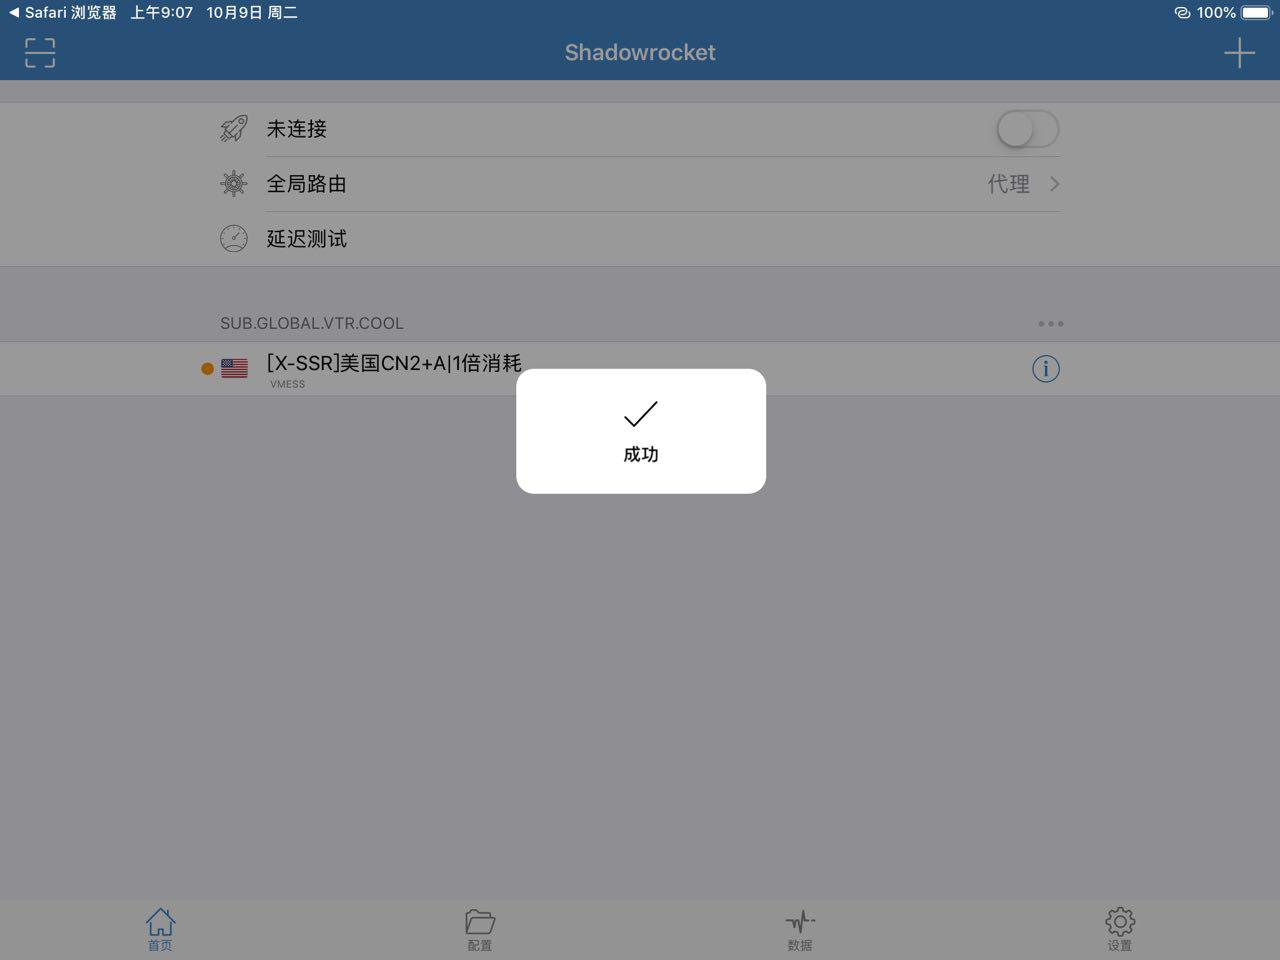 ◀ Safari 浏览器 上午9:07 10月9日 周二 100%
Shadowrocket
未连接
全局路由 代理
延迟测试
SUB.GLOBAL.VTR.COOL
[X-SSR]美国CN2+A|1倍消耗
VMESS
成功
首页 配置 数据 设置